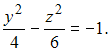 y²/4 − z²/6 = −1.